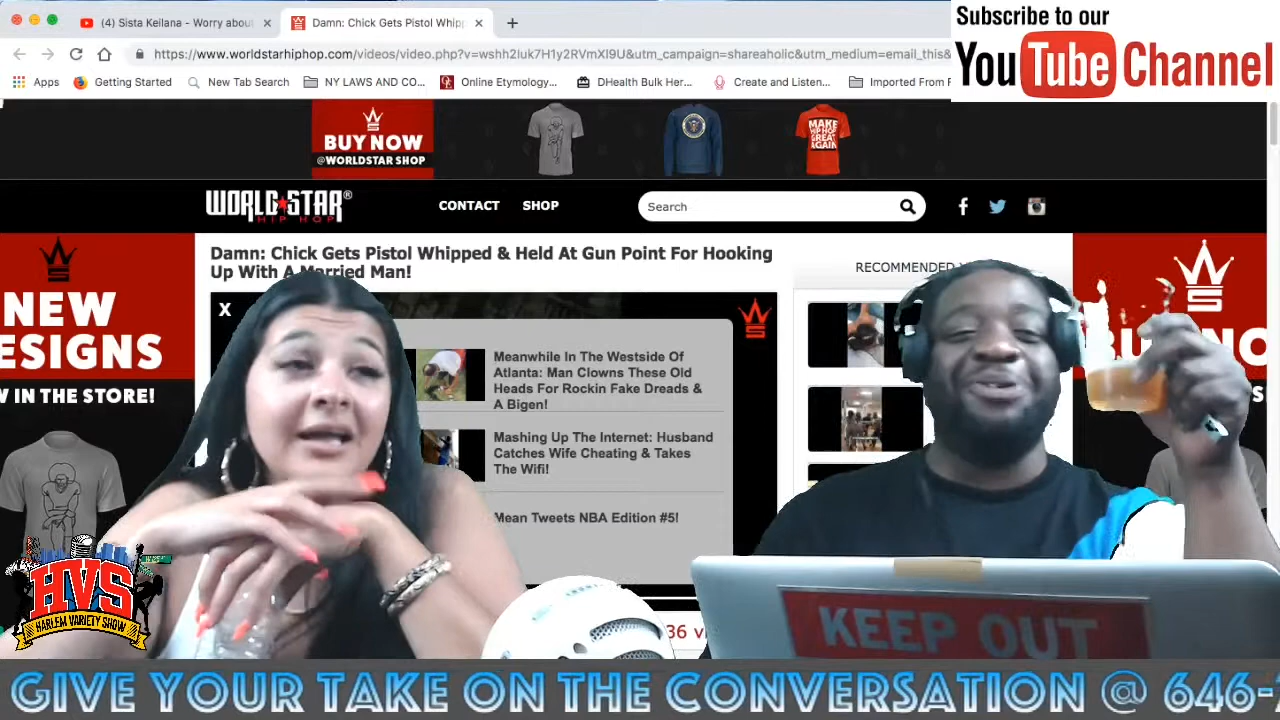 (4) Sista Keilana - Worry about
Damn: Chick Gets Pistol Whipp
Subscribe to our
YouTube Channel
https://www.worldstarhiphop.com/videos/video.php?v=wshh2Iuk7H1y2RVmXI9U&utm_campaign=shareaholic&utm_medium=email_this&
Apps
Getting Started
New Tab Search
NY LAWS AND CO...
Online Etymology...
DHealth Bulk Her...
Create and Listen...
Imported From F
BUY NOW
@WORLDSTAR SHOP
MAKE
HIP HOP
GREAT
AGAIN
WORLDSTAR®
HIP HOP
CONTACT
SHOP
Search
Damn: Chick Gets Pistol Whipped & Held At Gun Point For Hooking
Up With A Married Man!
RECOMMENDED
NEW
ESIGNS
W IN THE STORE!
X
Meanwhile In The Westside Of
Atlanta: Man Clowns These Old
Heads For Rockin Fake Dreads &
A Bigen!
Mashing Up The Internet: Husband
Catches Wife Cheating & Takes
The Wifi!
Mean Tweets NBA Edition #5!
HVS
HARLEM VARIETY SHOW
KEEP OUT
GIVE YOUR TAKE ON THE CONVERSATION @ 646-